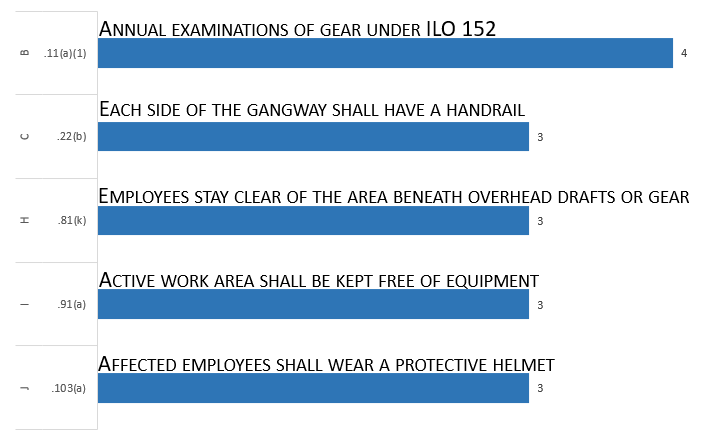 ANNUAL EXAMINATIONS OF GEAR UNDER ILO 152
B .11(a)(1) 4
EACH SIDE OF THE GANGWAY SHALL HAVE A HANDRAIL
C .22(b) 3
EMPLOYEES STAY CLEAR OF THE AREA BENEATH OVERHEAD DRAFTS OR GEAR
H .81(k) 3
ACTIVE WORK AREA SHALL BE KEPT FREE OF EQUIPMENT
I .91(a) 3
AFFECTED EMPLOYEES SHALL WEAR A PROTECTIVE HELMET
J .103(a) 3